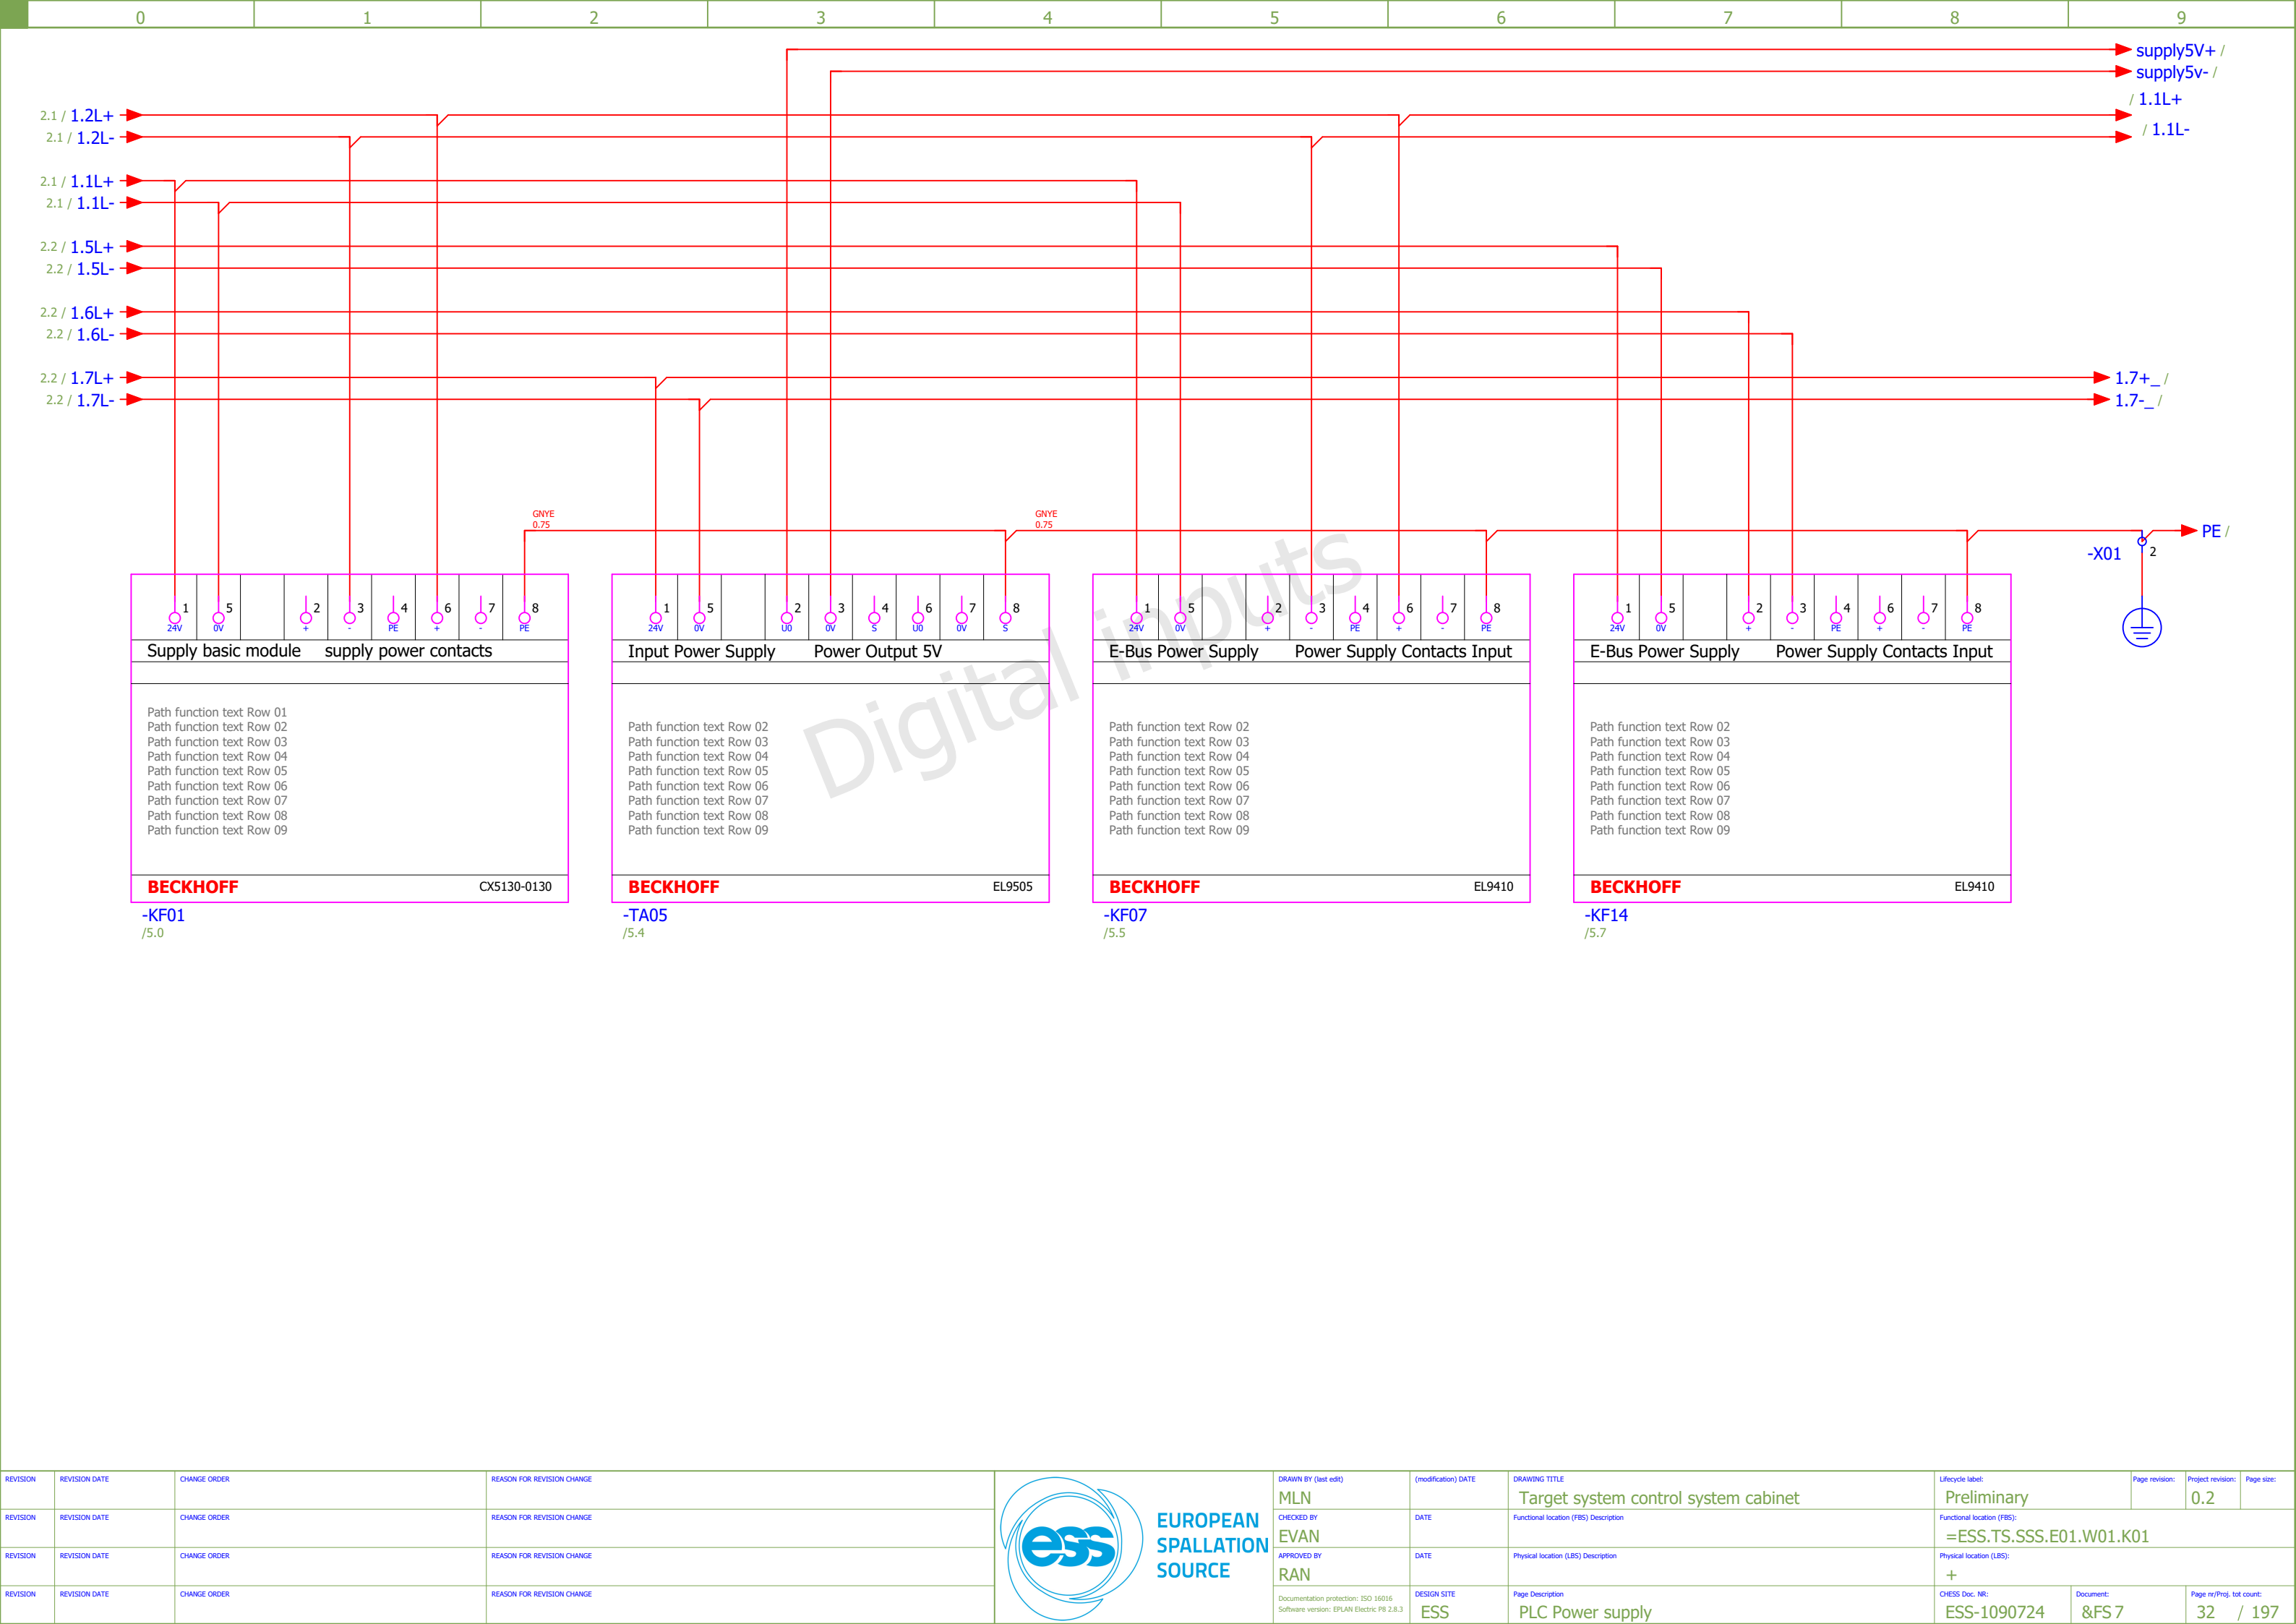 0 1 2 3 4 5 6 7 8 9
supply5V+ /
supply5v- /
2.1 / 1.2L+
/ 1.1L+
2.1 / 1.2L-
/ 1.1L-
2.1 / 1.1L+
2.1 / 1.1L-
2.2 / 1.5L+
2.2 / 1.5L-
2.2 / 1.6L+
2.2 / 1.6L-
2.2 / 1.7L+
1.7+_ /
2.2 / 1.7L-
1.7-_ /
GNYE
0.75
GNYE
0.75
PE /
-X01 2
Digital inputs
1 5 2 3 4 6 7 8
24V 0V + - PE + - PE
Supply basic module supply power contacts
Path function text Row 01
Path function text Row 02
Path function text Row 03
Path function text Row 04
Path function text Row 05
Path function text Row 06
Path function text Row 07
Path function text Row 08
Path function text Row 09
BECKHOFF CX5130-0130
-KF01
/5.0
1 5 2 3 4 6 7 8
24V 0V U0 0V S U0 0V S
Input Power Supply Power Output 5V
Path function text Row 02
Path function text Row 03
Path function text Row 04
Path function text Row 05
Path function text Row 06
Path function text Row 07
Path function text Row 08
Path function text Row 09
BECKHOFF EL9505
-TA05
/5.4
1 5 2 3 4 6 7 8
24V 0V + - PE + - PE
E-Bus Power Supply Power Supply Contacts Input
Path function text Row 02
Path function text Row 03
Path function text Row 04
Path function text Row 05
Path function text Row 06
Path function text Row 07
Path function text Row 08
Path function text Row 09
BECKHOFF EL9410
-KF07
/5.5
1 5 2 3 4 6 7 8
24V 0V + - PE + - PE
E-Bus Power Supply Power Supply Contacts Input
Path function text Row 02
Path function text Row 03
Path function text Row 04
Path function text Row 05
Path function text Row 06
Path function text Row 07
Path function text Row 08
Path function text Row 09
BECKHOFF EL9410
-KF14
/5.7
REVISION REVISION DATE CHANGE ORDER REASON FOR REVISION CHANGE
REVISION REVISION DATE CHANGE ORDER REASON FOR REVISION CHANGE
REVISION REVISION DATE CHANGE ORDER REASON FOR REVISION CHANGE
REVISION REVISION DATE CHANGE ORDER REASON FOR REVISION CHANGE
ess
EUROPEAN
SPALLATION
SOURCE
DRAWN BY (last edit) (modification) DATE DRAWING TITLE
MLN Target system control system cabinet
CHECKED BY DATE Functional location (FBS) Description
EVAN
APPROVED BY DATE Physical location (LBS) Description
RAN
Documentation protection: ISO 16016
Software version: EPLAN Electric P8 2.8.3
DESIGN SITE Page Description
ESS PLC Power supply
Lifecycle label: Page revision: Project revision: Page size:
Preliminary 0.2
Functional location (FBS):
=ESS.TS.SSS.E01.W01.K01
Physical location (LBS):
+
CHESS Doc. NR: Document: Page nr/Proj. tot count:
ESS-1090724 &FS 7 32 / 197